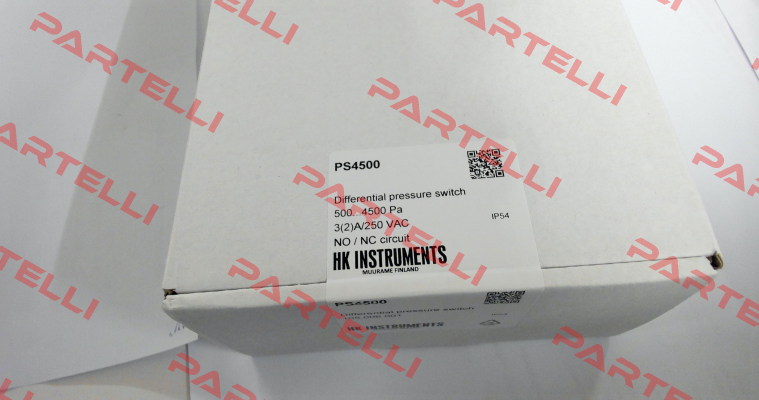 PS4500
Differential pressure switch
500. .4500 Pa
3(2)A/250 VAC
IP54
NO / NC circuit
HK INSTRUMENTS
MUURAME FINLAND
PS4500
Differential pressure switch
HK INSTRUMENTS
PARTELLI
PARTELLI
PARTELLI
PARTELLI
PARTELLI
PARTELLI
PARTELLI
PARTELLI
PARTELLI
PARTELLI